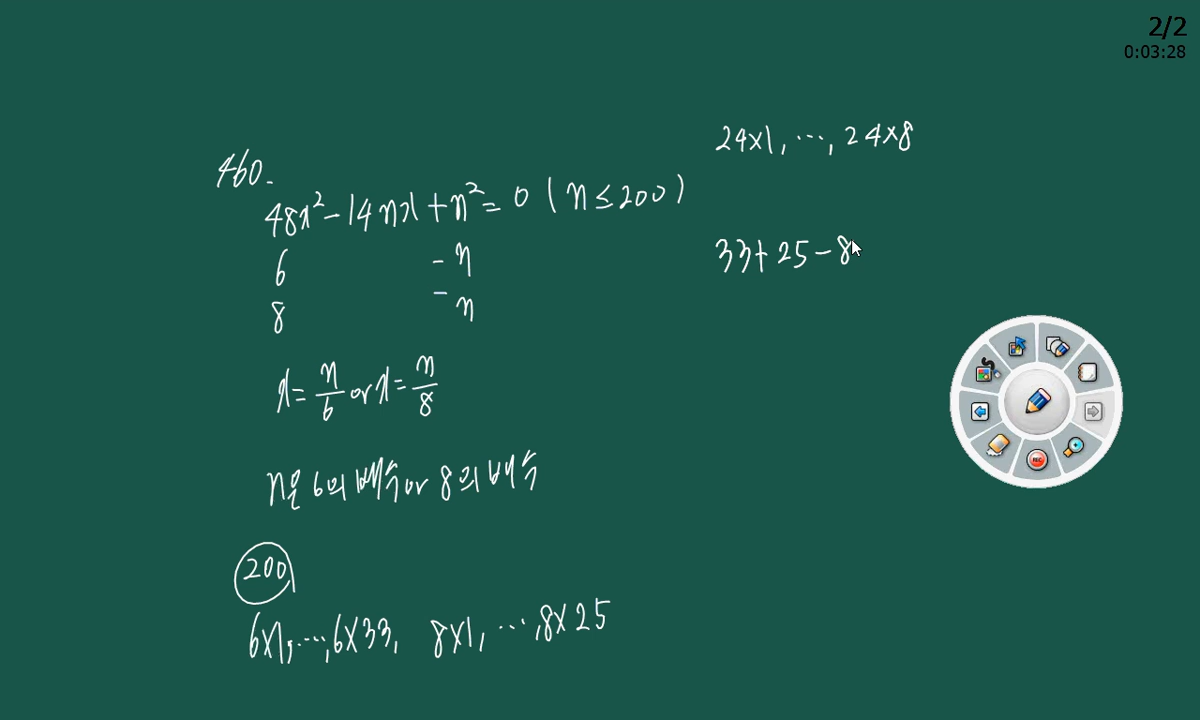 2/2
0:03:28
460.
48x² - 14nx + n² = 0 ( n ≤ 200 )
6 - n
8 - n
x = n/6 or x = n/8
n은 6의 배수 or 8의 배수
200
6×1, ⋯, 6×33, 8×1, ⋯, 8×25
24×1, ⋯, 24×8
33+25-8
REC